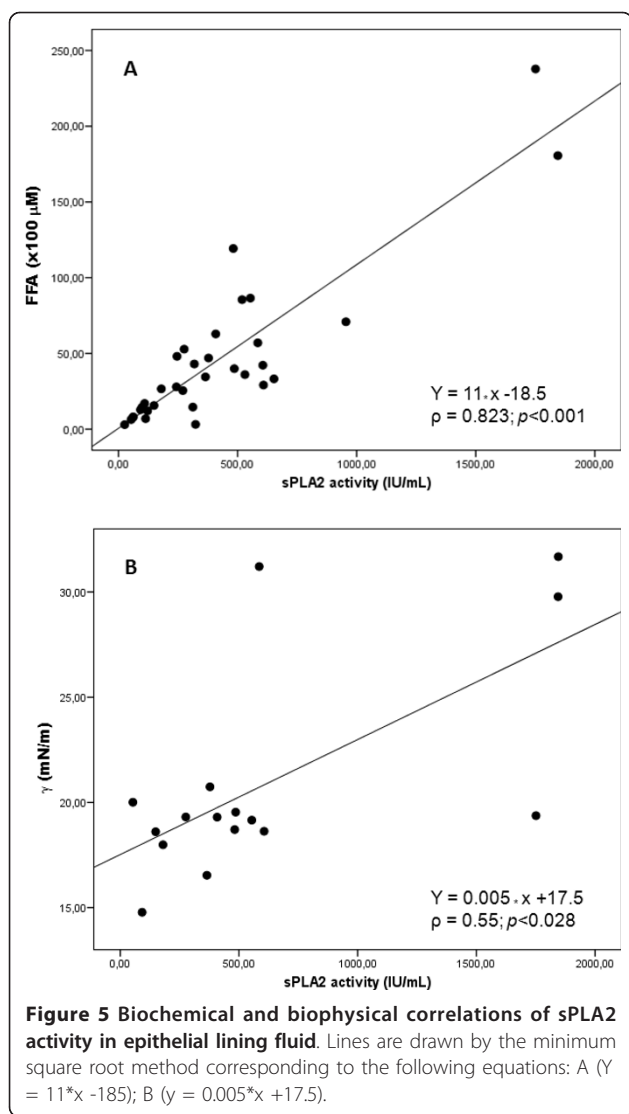 250,00
A
200,00
150,00
FFA (x100 μM)
100,00
50,00
Y = 11*x -18.5
ρ = 0.823; p<0.001
0,00
0,00 500,00 1000,00 1500,00 2000,00
sPLA2 activity (IU/mL)
B
30,00
25,00
γ (mN/m)
20,00
Y = 0.005*x +17.5
15,00
ρ = 0.55; p<0.028
0,00 500,00 1000,00 1500,00 2000,00
sPLA2 activity (IU/mL)
Figure 5 Biochemical and biophysical correlations of sPLA2
activity in epithelial lining fluid. Lines are drawn by the minimum
square root method corresponding to the following equations: A (Y
= 11*x -185); B (y = 0.005*x +17.5).